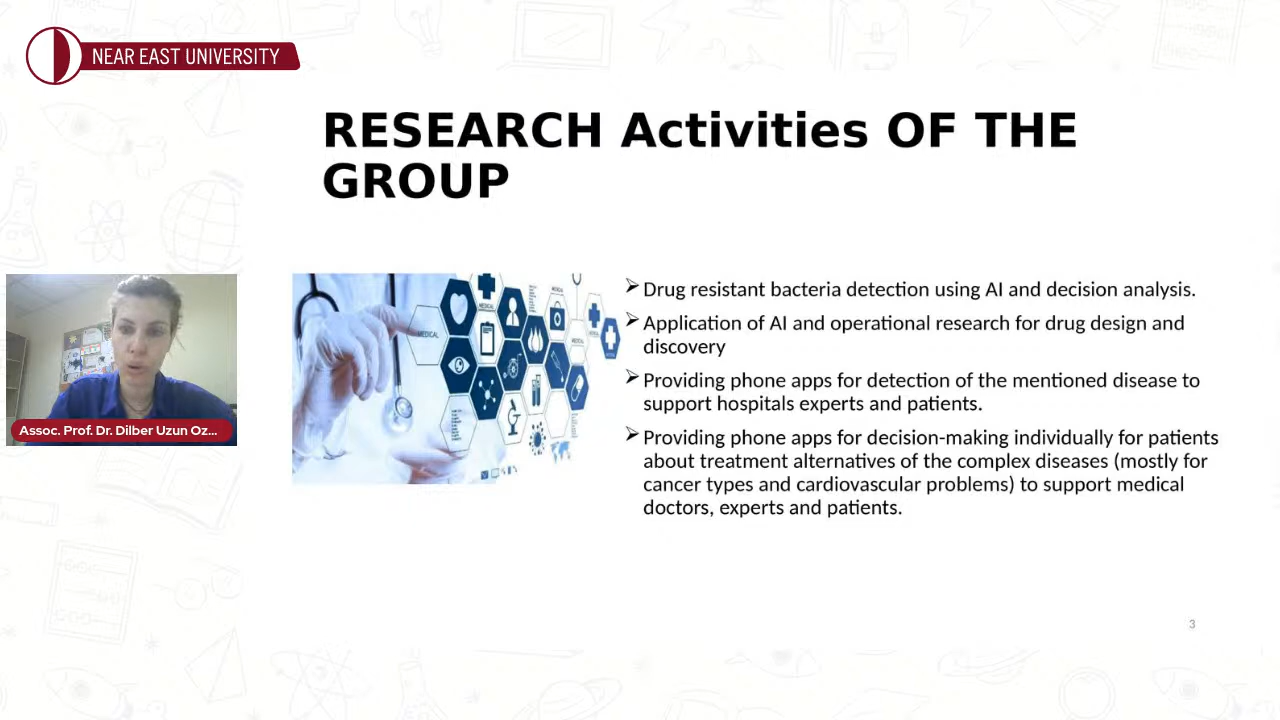 NEAR EAST UNIVERSITY
RESEARCH Activities OF THE
GROUP
Assoc. Prof. Dr. Dilber Uzun Oz...
MEDICAL
MEDICAL
MEDICAL
MEDICAL
➢ Drug resistant bacteria detection using AI and decision analysis.
➢ Application of AI and operational research for drug design and
discovery
➢ Providing phone apps for detection of the mentioned disease to
support hospitals experts and patients.
➢ Providing phone apps for decision-making individually for patients
about treatment alternatives of the complex diseases (mostly for
cancer types and cardiovascular problems) to support medical
doctors, experts and patients.
3